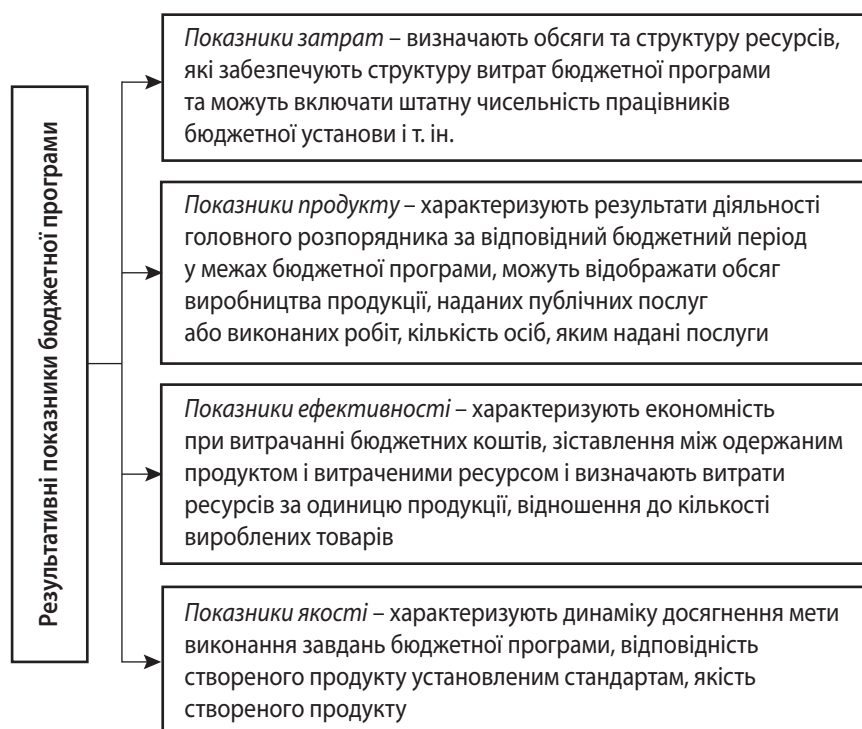 Результативні показники бюджетної програми
Показники затрат – визначають обсяги та структуру ресурсів,
які забезпечують структуру витрат бюджетної програми
та можуть включати штатну чисельність працівників
бюджетної установи і т. ін.
Показники продукту – характеризують результати діяльності
головного розпорядника за відповідний бюджетний період
у межах бюджетної програми, можуть відображати обсяг
виробництва продукції, наданих публічних послуг
або виконаних робіт, кількість осіб, яким надані послуги
Показники ефективності – характеризують економність
при витрачанні бюджетних коштів, зіставлення між одержаним
продуктом і витраченими ресурсом і визначають витрати
ресурсів за одиницю продукції, відношення до кількості
вироблених товарів
Показники якості – характеризують динаміку досягнення мети
виконання завдань бюджетної програми, відповідність
створеного продукту установленим стандартам, якість
створеного продукту